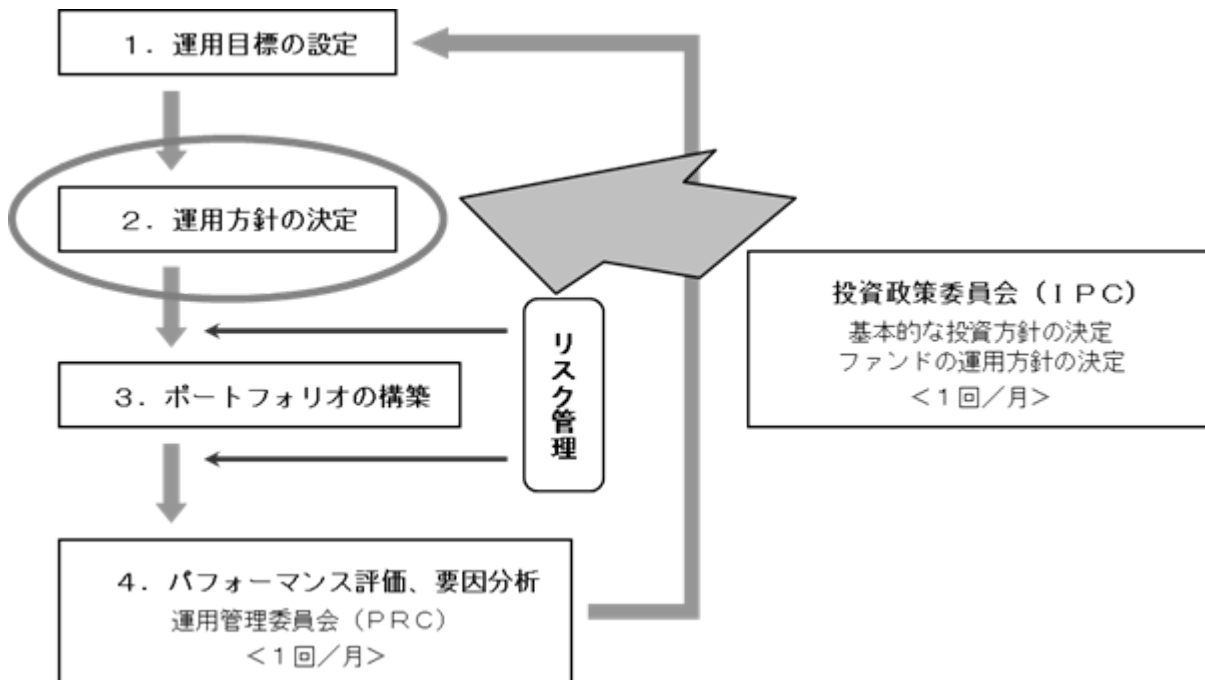 １．運用目標の設定
２．運用方針の決定
３．ポートフォリオの構築
リスク管理
４．パフォーマンス評価、要因分析
運用管理委員会（ＰＲＣ）
＜１回／月＞
投資政策委員会（ＩＰＣ）
基本的な投資方針の決定
ファンドの運用方針の決定
＜１回／月＞